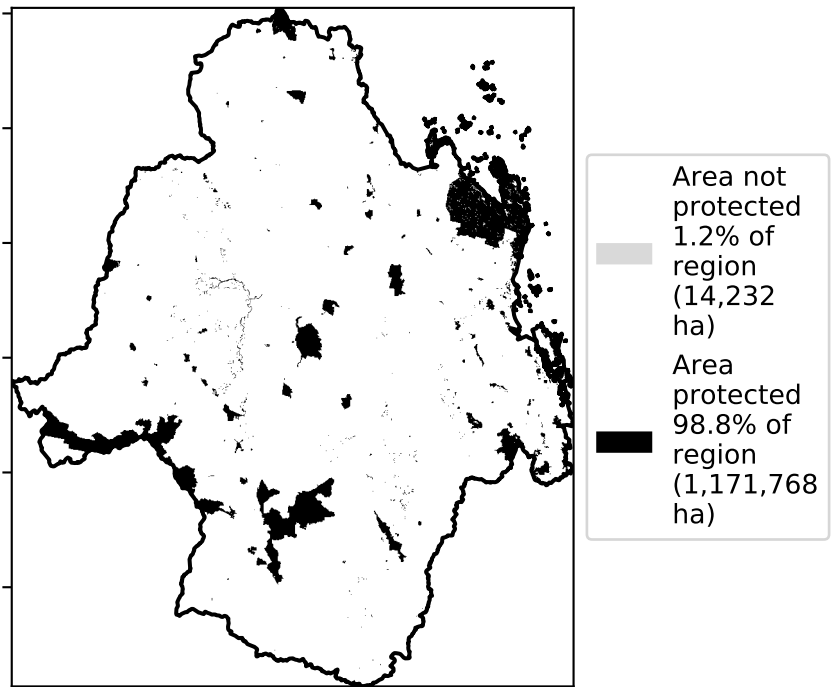 Area not
protected
1.2% of
region
(14,232
ha)
Area
protected
98.8% of
region
(1,171,768
ha)